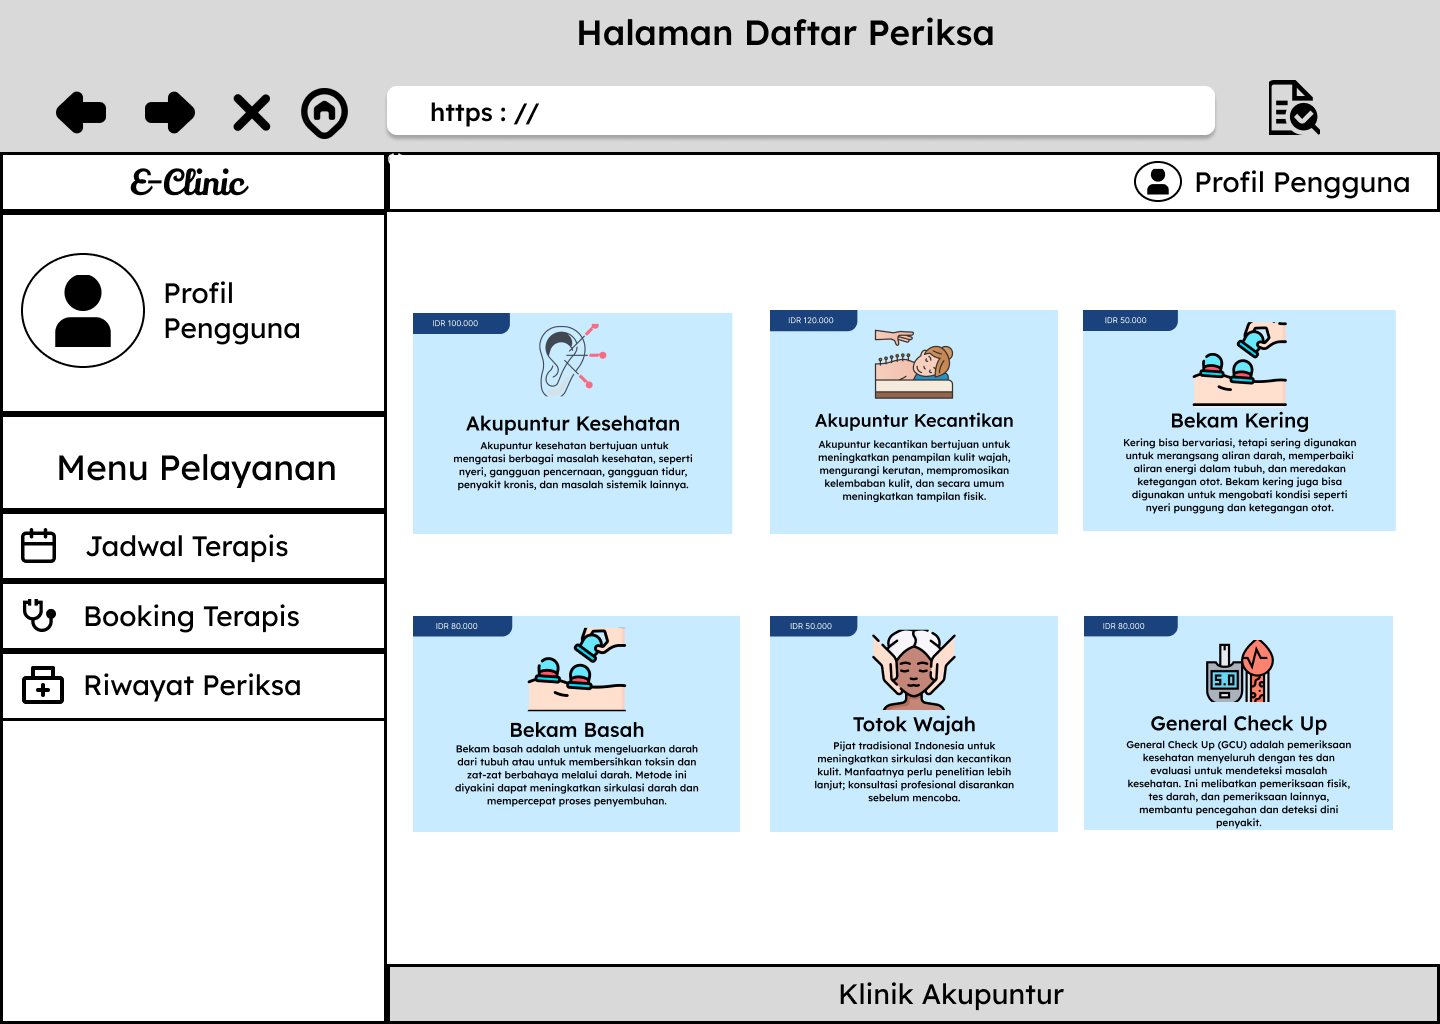 Halaman Daftar Periksa
https : //
E-Clinic
Profil Pengguna
Profil
Pengguna
Menu Pelayanan
Jadwal Terapis
Booking Terapis
Riwayat Periksa
IDR 100.000
Akupuntur Kesehatan
Akupuntur kesehatan bertujuan untuk
mengatasi berbagai masalah kesehatan, seperti
nyeri, gangguan pencernaan, gangguan tidur,
penyakit kronis, dan masalah sistemik lainnya.
IDR 120.000
Akupuntur Kecantikan
Akupuntur kecantikan bertujuan untuk
meningkatkan penampilan kulit wajah,
mengurangi kerutan, mempromosikan
kelembaban kulit, dan secara umum
meningkatkan tampilan fisik.
IDR 50.000
Bekam Kering
Kering bisa bervariasi, tetapi sering digunakan
untuk merangsang aliran darah, memperbaiki
aliran energi dalam tubuh, dan meredakan
ketegangan otot. Bekam kering juga bisa
digunakan untuk mengobati kondisi seperti
nyeri punggung dan ketegangan otot.
IDR 80.000
Bekam Basah
Bekam basah adalah untuk mengeluarkan darah
dari tubuh atau untuk membersihkan toksin dan
zat-zat berbahaya melalui darah. Metode ini
diyakini dapat meningkatkan sirkulasi darah dan
mempercepat proses penyembuhan.
IDR 50.000
Totok Wajah
Pijat tradisional Indonesia untuk
meningkatkan sirkulasi dan kecantikan
kulit. Manfaatnya perlu penelitian lebih
lanjut; konsultasi profesional disarankan
sebelum mencoba.
IDR 80.000
5.0
General Check Up
General Check Up (GCU) adalah pemeriksaan
kesehatan menyeluruh dengan tes dan
evaluasi untuk mendeteksi masalah
kesehatan. Ini melibatkan pemeriksaan fisik,
tes darah, dan pemeriksaan lainnya,
membantu pencegahan dan deteksi dini
penyakit.
Klinik Akupuntur